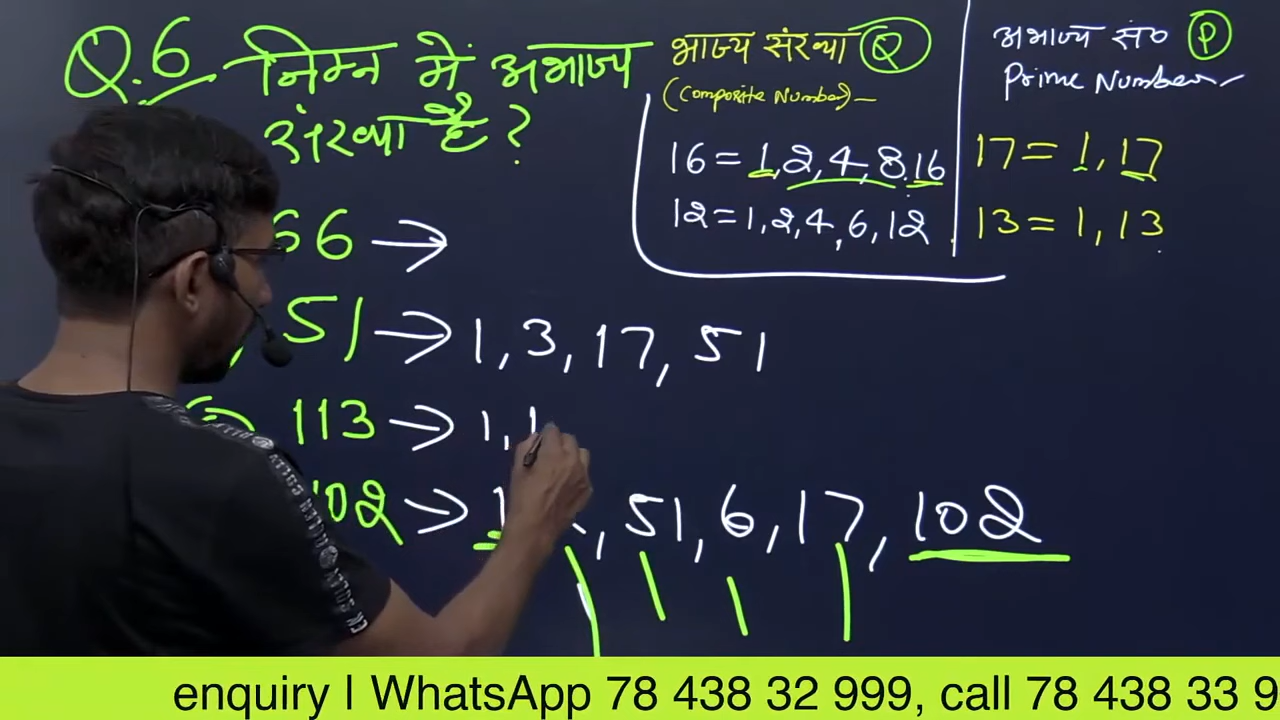 Q.6 निम्न में अभाज्य
संख्या है ?
भाज्य संख्या Q
(Composite Number)
16 = 1, 2, 4, 8, 16
12 = 1, 2, 4, 6, 12
अभाज्य सं० P
Prime Number
17 = 1, 17
13 = 1, 13
66 →
51 → 1, 3, 17, 51
113 → 1, 1
102 → 1, , 51, 6, 17, 102
enquiry | WhatsApp 78 438 32 999, call 78 438 33 9